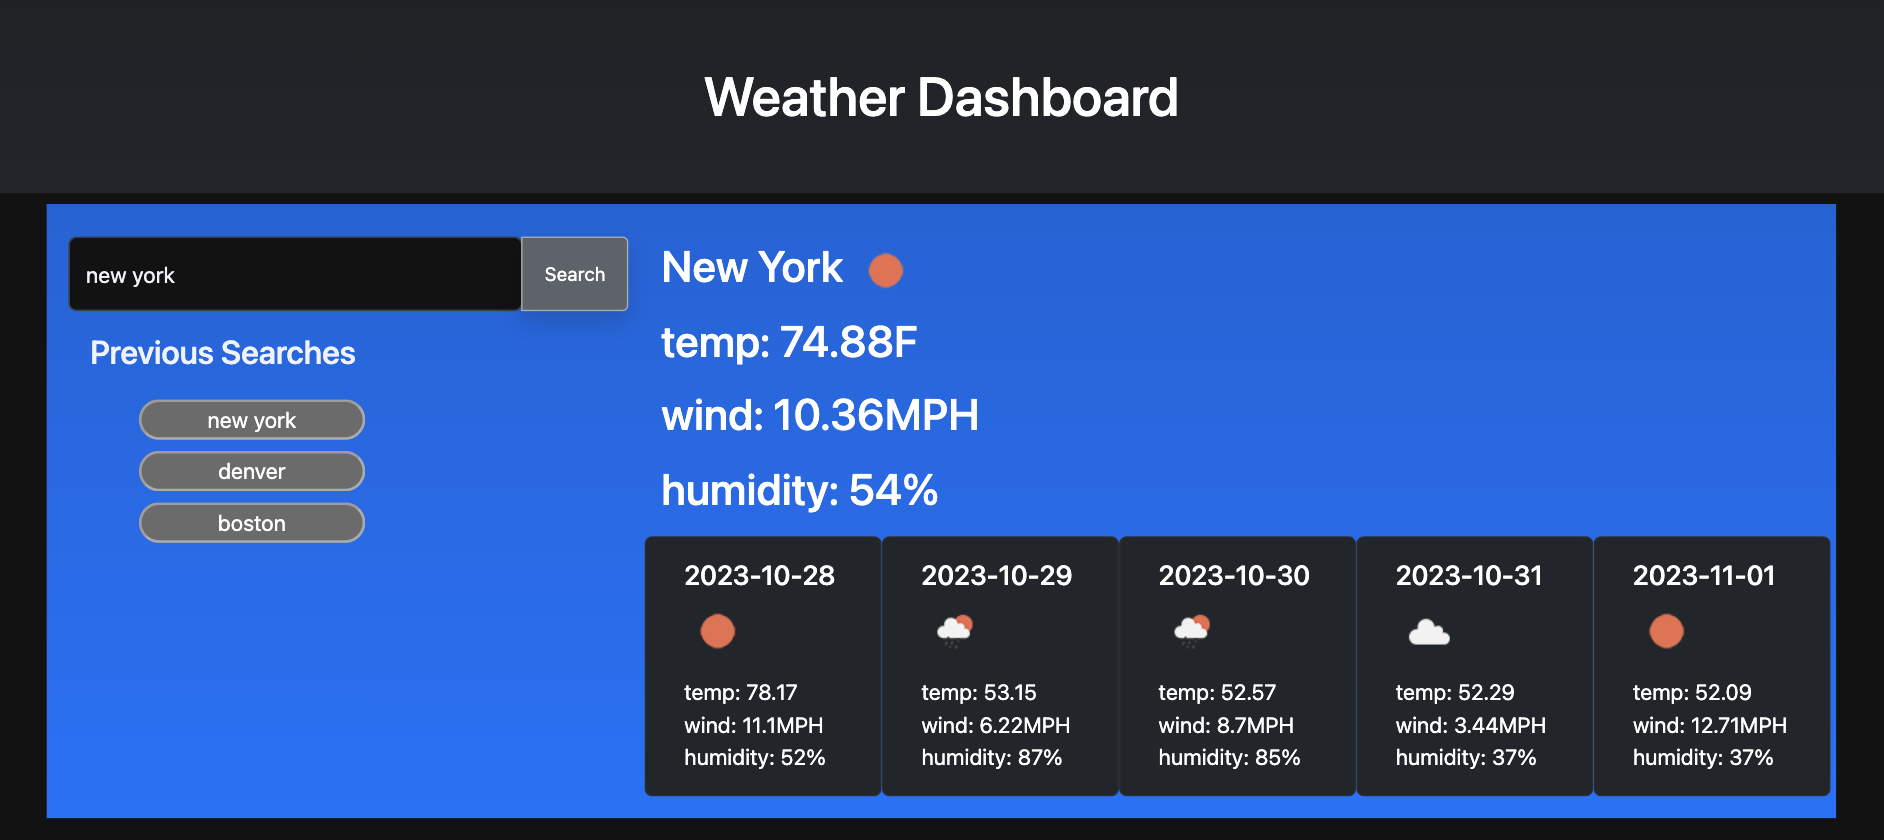 Weather Dashboard
new york
Search
Previous Searches
new york
denver
boston
New York
temp: 74.88F
wind: 10.36MPH
humidity: 54%
2023-10-28
temp: 78.17
wind: 11.1MPH
humidity: 52%
2023-10-29
temp: 53.15
wind: 6.22MPH
humidity: 87%
2023-10-30
temp: 52.57
wind: 8.7MPH
humidity: 85%
2023-10-31
temp: 52.29
wind: 3.44MPH
humidity: 37%
2023-11-01
temp: 52.09
wind: 12.71MPH
humidity: 37%